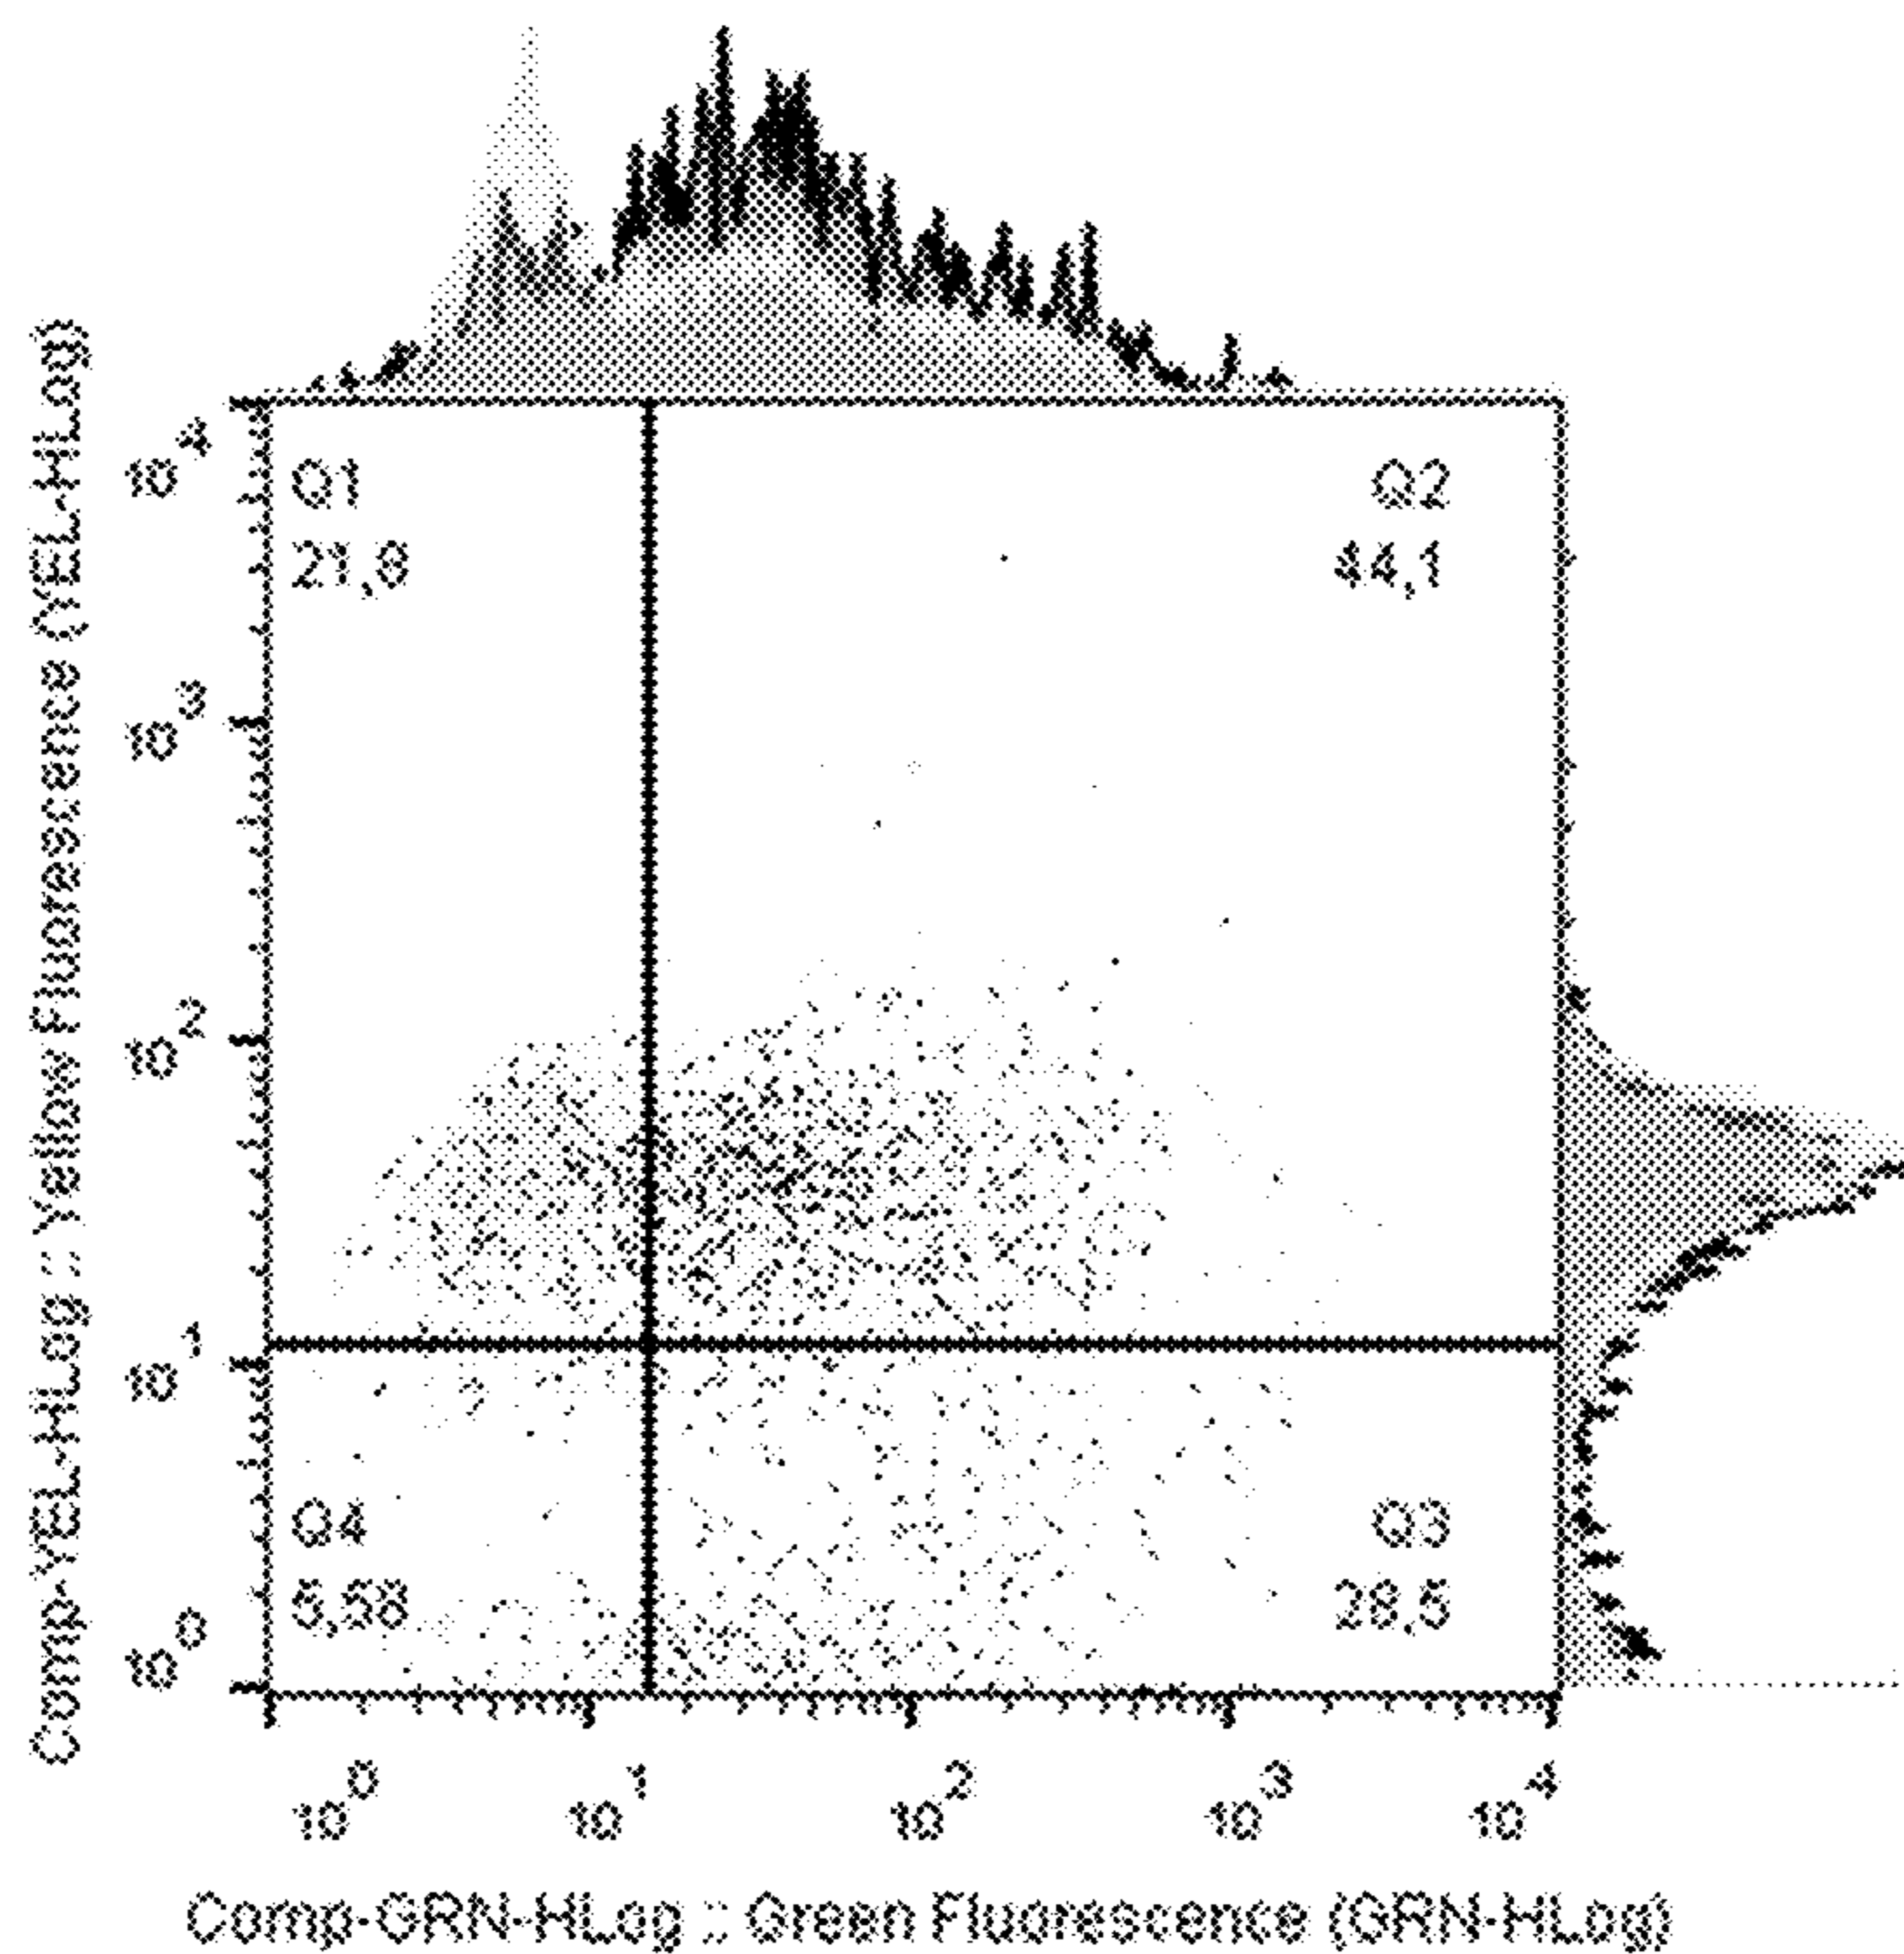 Comp-YEL-HLog :: Yellow Fluorescence (YEL-HLog)
10^4
10^3
10^2
10^1
10^0
Q1
21,8
Q2
44,1
Q4
5,58
Q3
28,5
10^0
10^1
10^2
10^3
10^4
Comp-GRN-HLog :: Green Fluorescence (GRN-HLog)